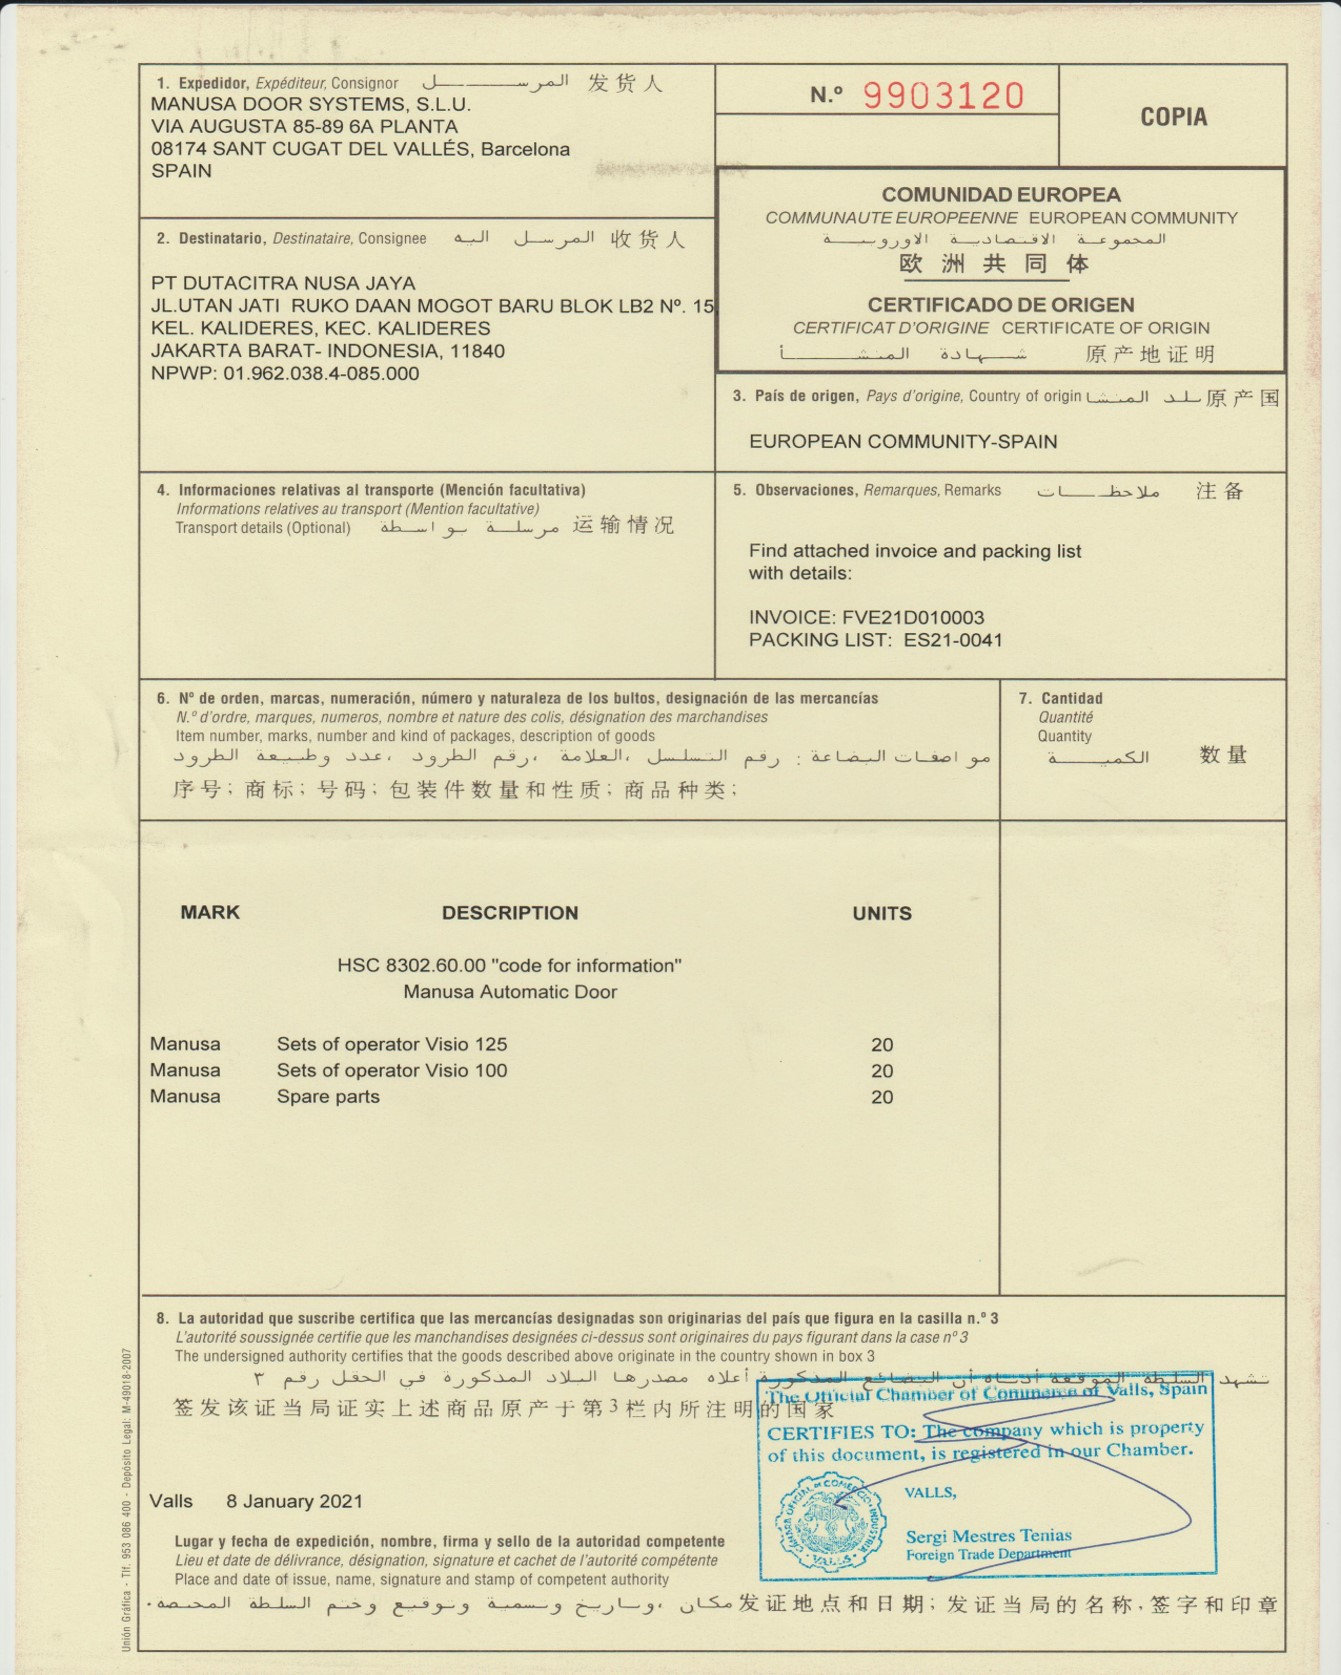 1. Expedidor, Expéditeur, Consignor المرسل 发货人
MANUSA DOOR SYSTEMS, S.L.U.
VIA AUGUSTA 85-89 6A PLANTA
08174 SANT CUGAT DEL VALLÉS, Barcelona
SPAIN
N.º 9903120
COPIA
COMUNIDAD EUROPEA
COMMUNAUTE EUROPEENNE EUROPEAN COMMUNITY
المجموعة الاقتصادية الاوروبية
欧洲共同体
CERTIFICADO DE ORIGEN
CERTIFICAT D'ORIGINE CERTIFICATE OF ORIGIN
شهادة المنشأ 原产地证明
2. Destinatario, Destinataire, Consignee المرسل اليه 收货人
PT DUTACITRA NUSA JAYA
JL.UTAN JATI RUKO DAAN MOGOT BARU BLOK LB2 Nº. 15
KEL. KALIDERES, KEC. KALIDERES
JAKARTA BARAT- INDONESIA, 11840
NPWP: 01.962.038.4-085.000
3. País de origen, Pays d'origine, Country of origin بلد المنشا 原产国
EUROPEAN COMMUNITY-SPAIN
4. Informaciones relativas al transporte (Mención facultativa)
Informations relatives au transport (Mention facultative)
Transport details (Optional) مرسلة بواسطة 运输情况
5. Observaciones, Remarques, Remarks ملاحظات 注备
Find attached invoice and packing list
with details:
INVOICE: FVE21D010003
PACKING LIST: ES21-0041
6. Nº de orden, marcas, numeración, número y naturaleza de los bultos, designación de las mercancías
N.º d'ordre, marques, numeros, nombre et nature des colis, désignation des marchandises
Item number, marks, number and kind of packages, description of goods
مواصفات البضاعة : رقم التسلسل ،العلامة ،رقم الطرود ،عدد وطبيعة الطرود
序号；商标；号码；包装件数量和性质；商品种类；
7. Cantidad
Quantité
Quantity
الكمية 数量
MARK DESCRIPTION UNITS
HSC 8302.60.00 "code for information"
Manusa Automatic Door
Manusa Sets of operator Visio 125 20
Manusa Sets of operator Visio 100 20
Manusa Spare parts 20
8. La autoridad que suscribe certifica que las mercancías designadas son originarias del país que figura en la casilla n.º 3
L'autorité soussignée certifie que les manchandises designées ci-dessus sont originaires du pays figurant dans la case nº 3
The undersigned authority certifies that the goods described above originate in the country shown in box 3
تشهد السلطة الموقعة أدناه أن البضائع المذكورة أعلاه مصدرها البلاد المذكورة في الحقل رقم ٣
签发该证当局证实上述商品原产于第3栏内所注明的国家
The Official Chamber of Commerce of Valls, Spain
CERTIFIES TO: The company which is property
of this document, is registered in our Chamber.
CÁMARA OFICIAL DE COMERCIO E INDUSTRIA
·VALLS·
VALLS,
Sergi Mestres Tenias
Foreign Trade Department
Valls 8 January 2021
Lugar y fecha de expedición, nombre, firma y sello de la autoridad competente
Lieu et date de délivrance, désignation, signature et cachet de l'autorité compétente
Place and date of issue, name, signature and stamp of competent authority
مكان ،وتاريخ وتسمية وتوقيع وختم السلطة المختصة. 发证地点和日期；发证当局的名称，签字和印章
Unión Gráfica - Tlf. 953 086 400 - Depósito Legal: M-49018-2007